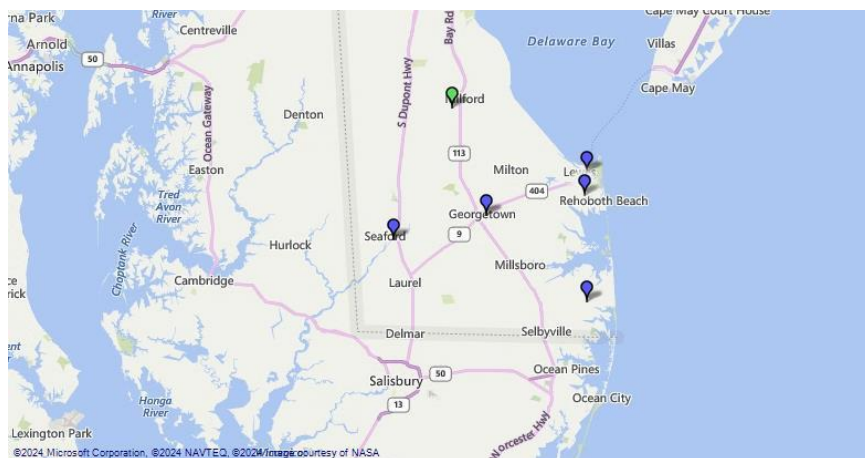 River
Cape May Court House
Centreville
Delaware Bay
Villas
Arnold
50
Annapolis
S Dupont Hwy
Bay Rd
Cape May
Ocean Gateway
Denton
Milford
113
Milton
Easton
404
Rehoboth Beach
Tred
Avon
River
Georgetown
Seaford
9
Hurlock
Choptank River
Millsboro
Cambridge
Laurel
Delmar
Selbyville
50
Ocean Pines
Salisbury
13
Ocean City
Honga
River
Lexington Park
Worcester Hwy
©2024 Microsoft Corporation, ©2024 NAVTEQ, ©2024 Image courtesy of NASA